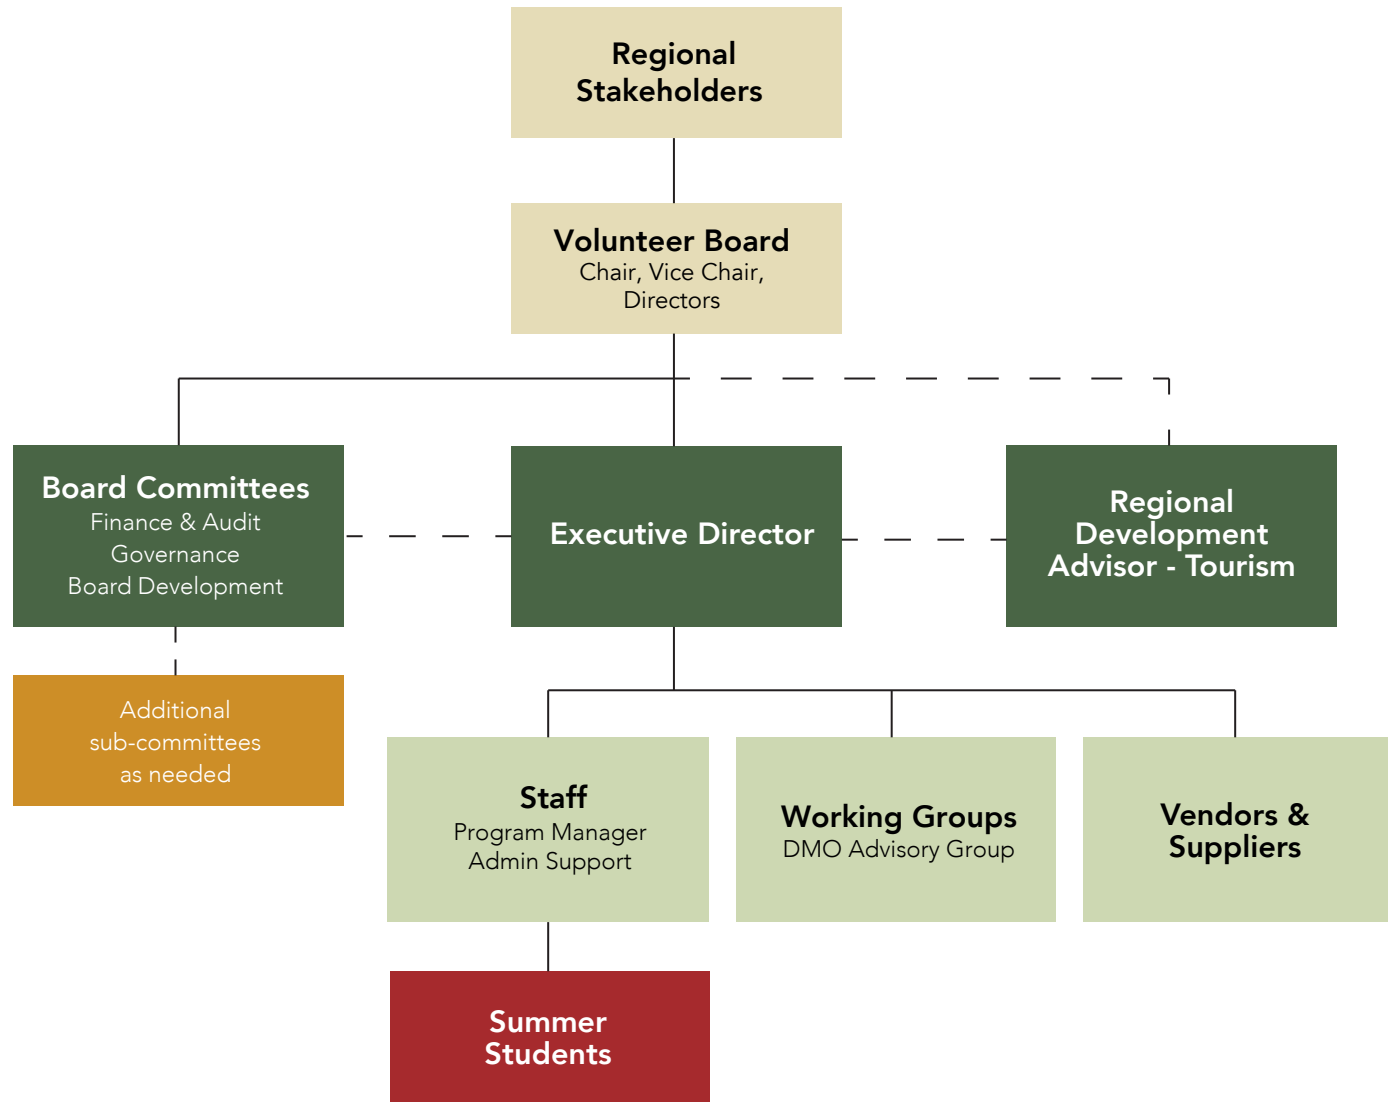 Regional
Stakeholders
Volunteer Board
Chair, Vice Chair,
Directors
Board Committees
Finance & Audit
Governance
Board Development
Executive Director
Regional
Development
Advisor - Tourism
Additional
sub-committees
as needed
Staff
Program Manager
Admin Support
Working Groups
DMO Advisory Group
Vendors &
Suppliers
Summer
Students